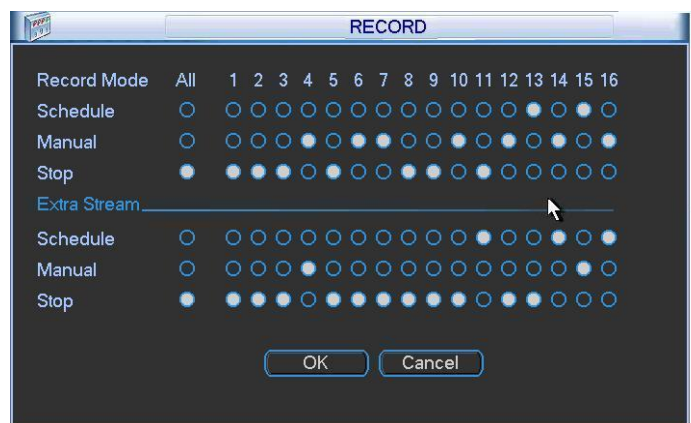 RECORD
Record Mode All 1 2 3 4 5 6 7 8 9 10 11 12 13 14 15 16
Schedule
Manual
Stop
Extra Stream
Schedule
Manual
Stop
OK Cancel